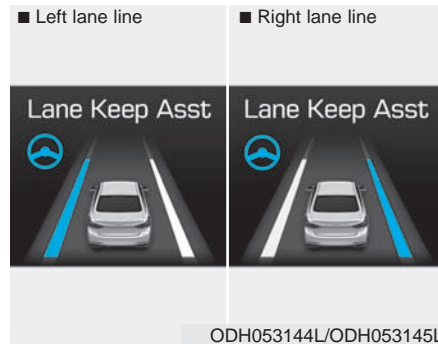 ■ Left lane line
■ Right lane line
Lane Keep Asst
Lane Keep Asst
ODH053144L/ODH053145L